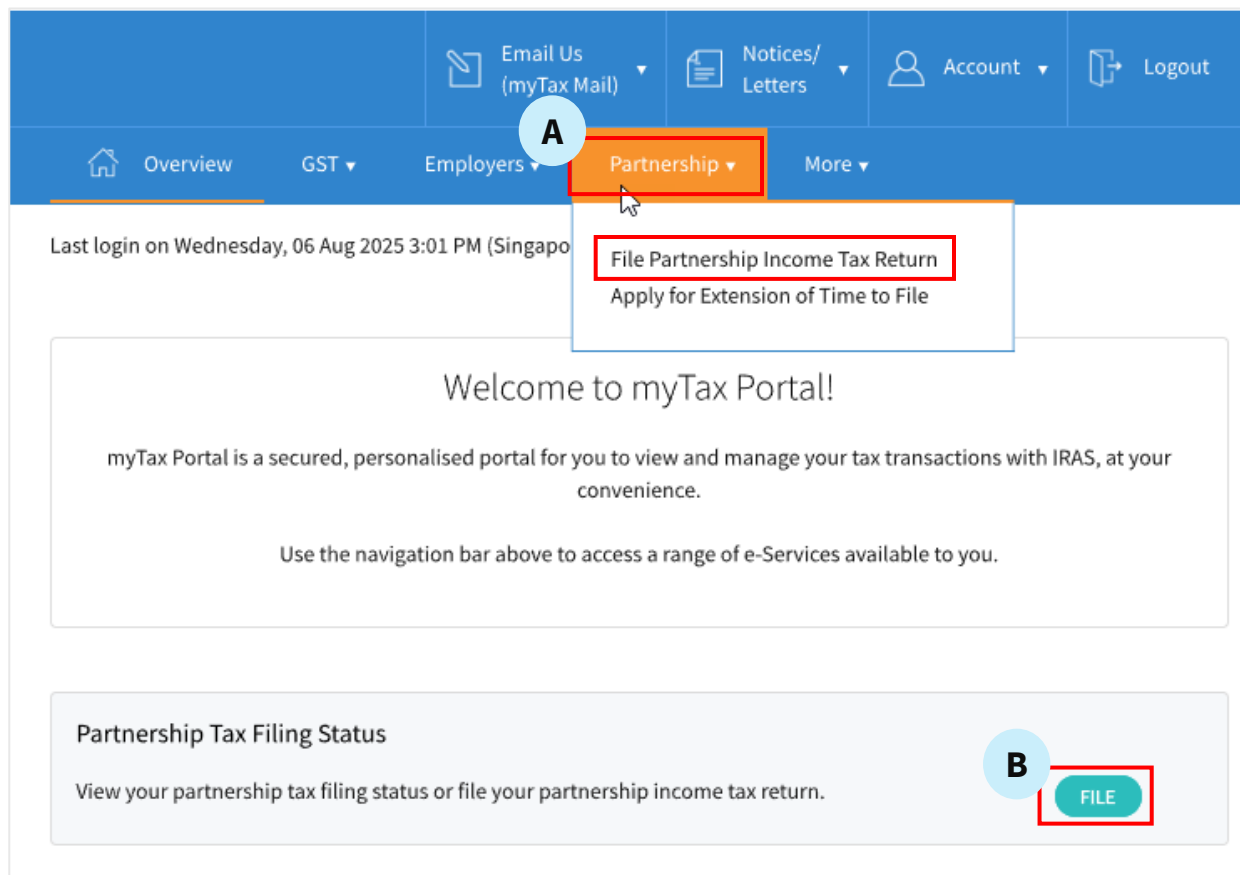 Email Us
(myTax Mail)
Notices/
Letters
Account
Logout
A
Overview
GST
Employers
Partnership
More
Last login on Wednesday, 06 Aug 2025 3:01 PM (Singapo
File Partnership Income Tax Return
Apply for Extension of Time to File
Welcome to myTax Portal!
myTax Portal is a secured, personalised portal for you to view and manage your tax transactions with IRAS, at your
convenience.
Use the navigation bar above to access a range of e-Services available to you.
Partnership Tax Filing Status
View your partnership tax filing status or file your partnership income tax return.
B
FILE